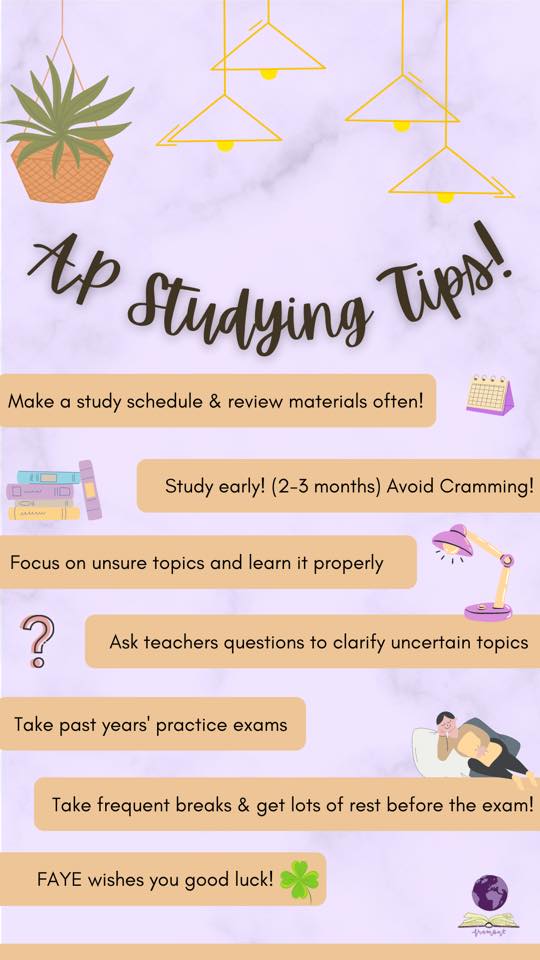 AP Studying Tips!
Make a study schedule & review materials often!
Study early! (2-3 months) Avoid Cramming!
Focus on unsure topics and learn it properly
Ask teachers questions to clarify uncertain topics
?
Take past years' practice exams
Take frequent breaks & get lots of rest before the exam!
FAYE wishes you good luck!